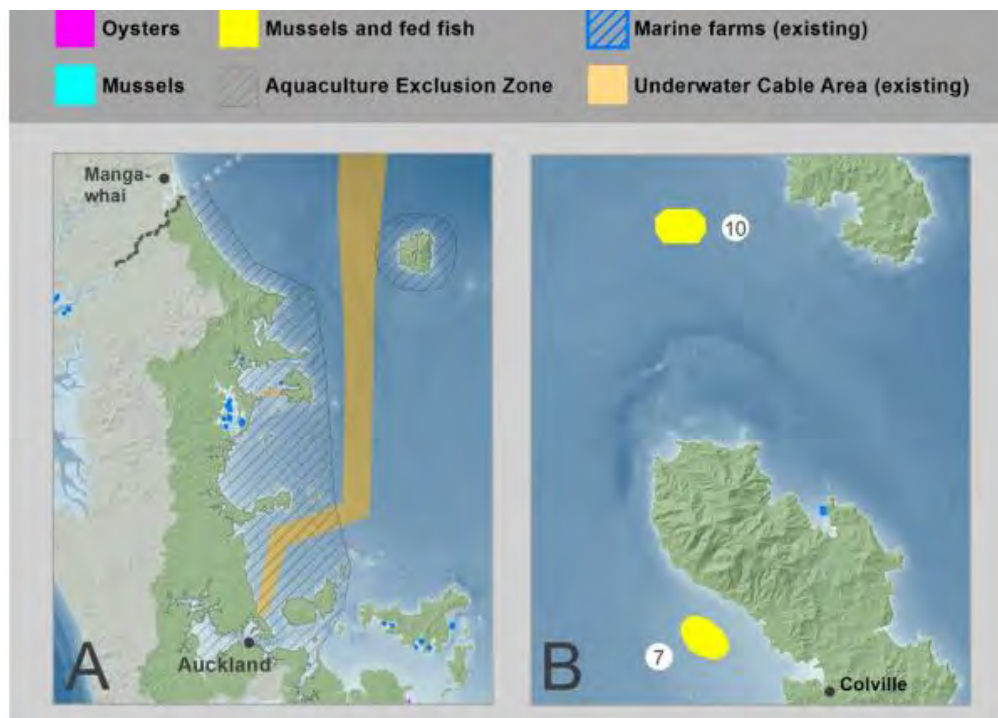 Oysters
Mussels and fed fish
Marine farms (existing)
Mussels
Aquaculture Exclusion Zone
Underwater Cable Area (existing)
Manga-
whai
A
Auckland
10
7
B
Colville